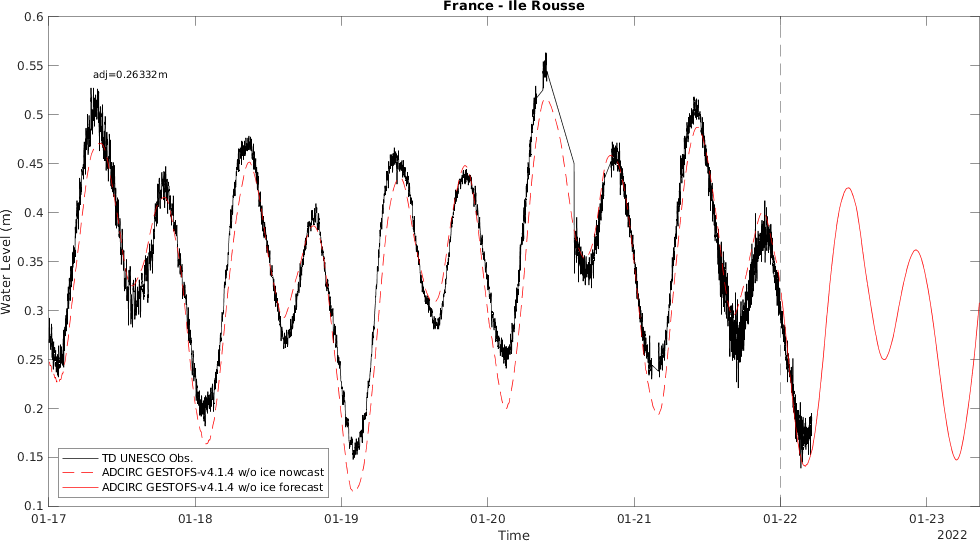 France - Ile Rousse
0.6
0.55
adj=0.26332m
0.5
0.45
0.4
0.35
Water Level (m)
0.3
0.25
0.2
0.15
0.1
TD UNESCO Obs.
ADCIRC GESTOFS-v4.1.4 w/o ice nowcast
ADCIRC GESTOFS-v4.1.4 w/o ice forecast
01-17 01-18 01-19 01-20 01-21 01-22 01-23
Time
2022